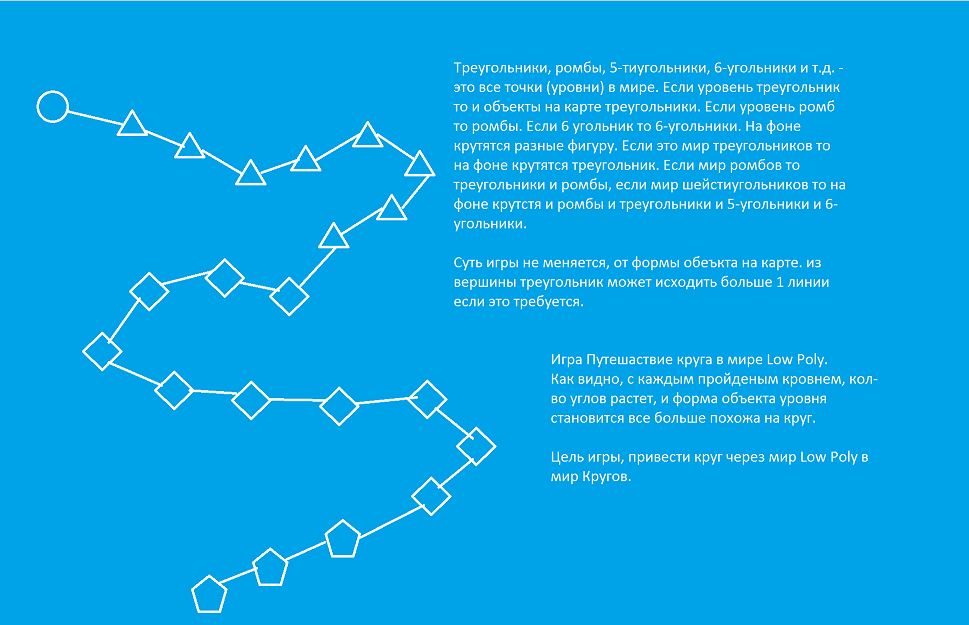 Треугольники, ромбы, 5-тиугольники, 6-угольники и т.д. -
это все точки (уровни) в мире. Если уровень треугольник
то и объекты на карте треугольники. Если уровень ромб
то ромбы. Если 6 угольник то 6-угольники. На фоне
крутятся разные фигуру. Если это мир треугольников то
на фоне крутятся треугольник. Если мир ромбов то
треугольники и ромбы, если мир шейстиугольников то на
фоне крутстя и ромбы и треугольники и 5-угольники и 6-
угольники.
Суть игры не меняется, от формы обеъкта на карте. из
вершины треугольник может исходить больше 1 линии
если это требуется.
Игра Путешаствие круга в мире Low Poly.
Как видно, с каждым пройденым кровнем, кол-
во углов растет, и форма объекта уровня
становится все больше похожа на круг.
Цель игры, привести круг через мир Low Poly в
мир Кругов.